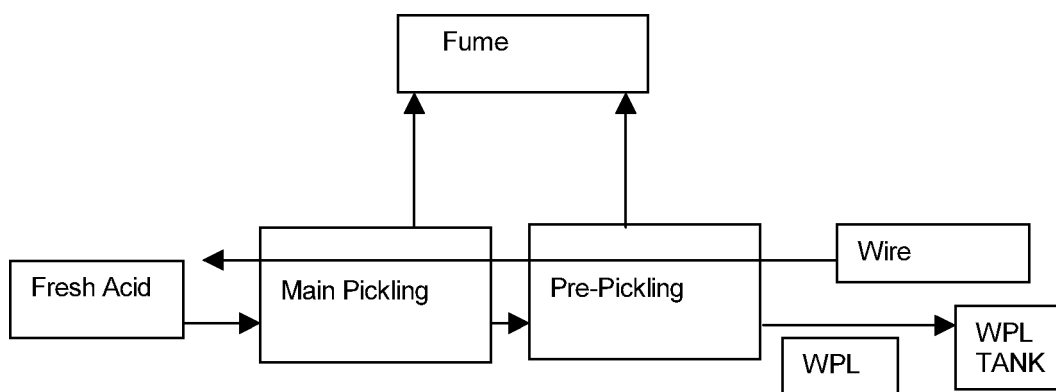 Fume
Wire
Fresh Acid
Main Pickling
Pre-Pickling
WPL
WPL
TANK